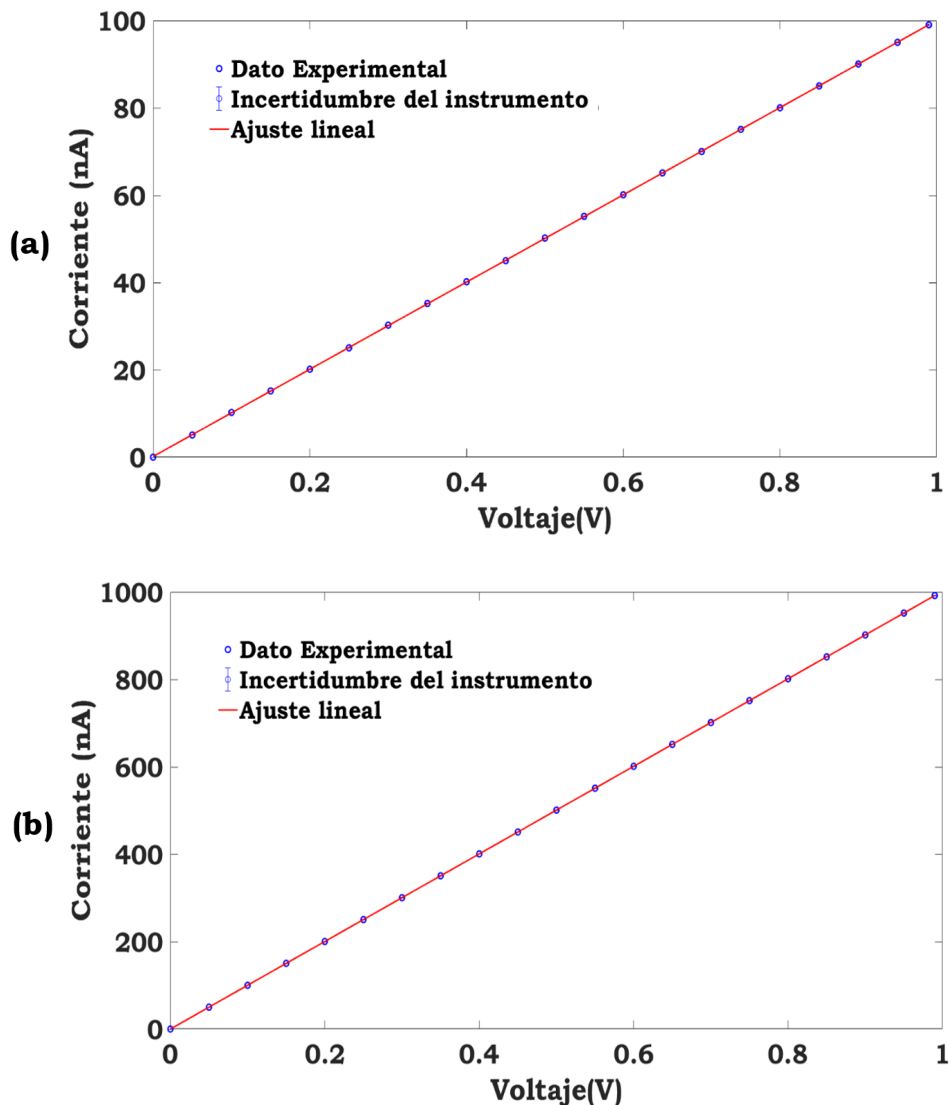 (a)
Corriente (nA)
100
80
60
40
20
0
Dato Experimental
Incertidumbre del instrumento
Ajuste lineal
0 0.2 0.4 0.6 0.8 1
Voltaje(V)
(b)
Corriente (nA)
1000
800
600
400
200
0
Dato Experimental
Incertidumbre del instrumento
Ajuste lineal
0 0.2 0.4 0.6 0.8 1
Voltaje(V)